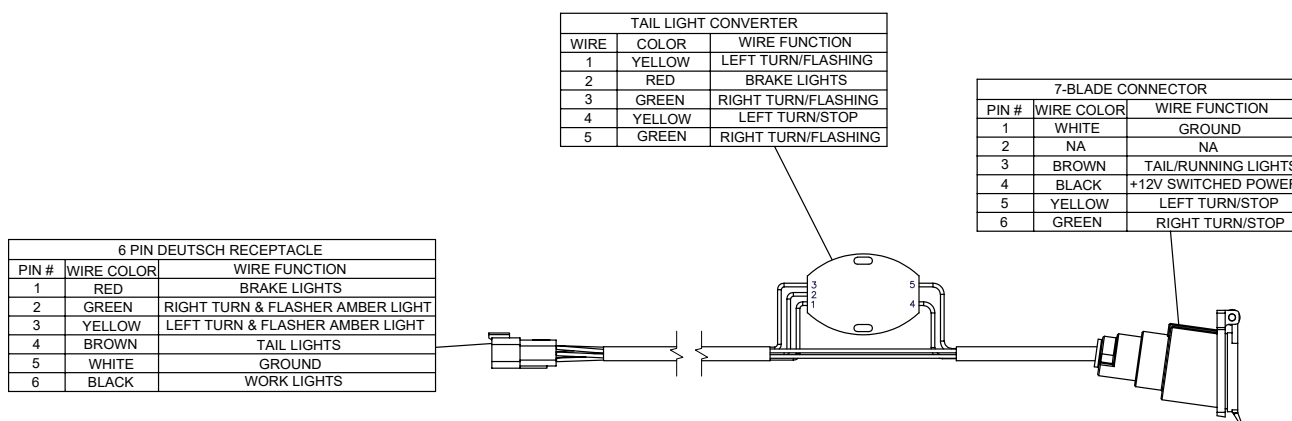 TAIL LIGHT CONVERTER
WIRE COLOR WIRE FUNCTION
1 YELLOW LEFT TURN/FLASHING
2 RED BRAKE LIGHTS
3 GREEN RIGHT TURN/FLASHING
4 YELLOW LEFT TURN/STOP
5 GREEN RIGHT TURN/FLASHING
7-BLADE CONNECTOR
PIN # WIRE COLOR WIRE FUNCTION
1 WHITE GROUND
2 NA NA
3 BROWN TAIL/RUNNING LIGHTS
4 BLACK +12V SWITCHED POWER
5 YELLOW LEFT TURN/STOP
6 GREEN RIGHT TURN/STOP
6 PIN DEUTSCH RECEPTACLE
PIN # WIRE COLOR WIRE FUNCTION
1 RED BRAKE LIGHTS
2 GREEN RIGHT TURN & FLASHER AMBER LIGHT
3 YELLOW LEFT TURN & FLASHER AMBER LIGHT
4 BROWN TAIL LIGHTS
5 WHITE GROUND
6 BLACK WORK LIGHTS
3 5
2
1 4